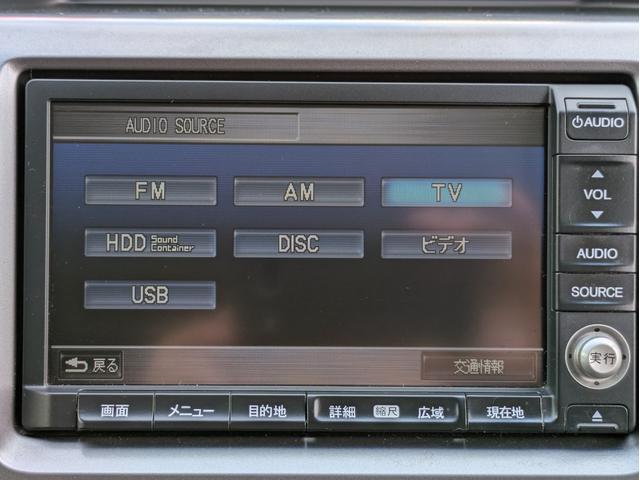 AUDIO SOURCE
FM AM TV
HDD Sound Container DISC ビデオ
USB
戻る 交通情報
AUDIO
VOL
AUDIO
SOURCE
実行
画面 メニュー 目的地 詳細 縮尺 広域 現在地